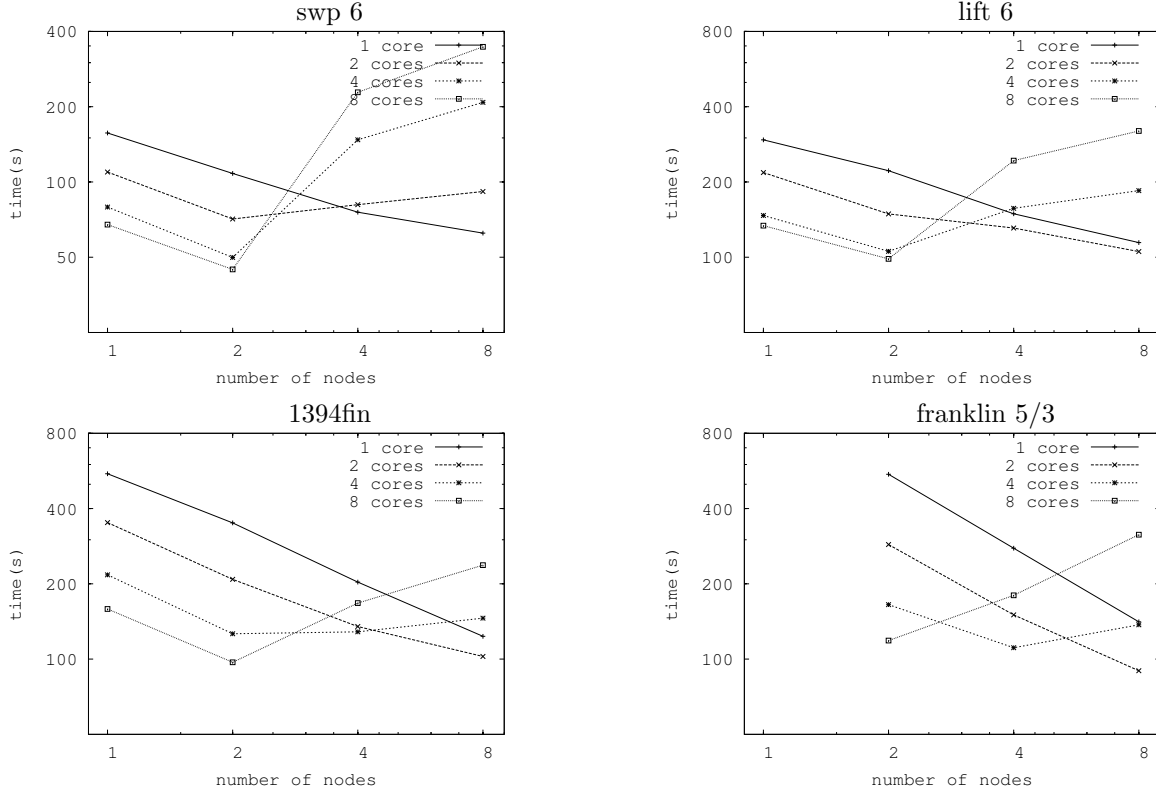 swp 6
400
200
100
50
time(s)
1 core
2 cores
4 cores
8 cores
1 2 4 8
number of nodes
lift 6
800
400
200
100
time(s)
1 core
2 cores
4 cores
8 cores
1 2 4 8
number of nodes
1394fin
800
400
200
100
time(s)
1 core
2 cores
4 cores
8 cores
1 2 4 8
number of nodes
franklin 5/3
800
400
200
100
time(s)
1 core
2 cores
4 cores
8 cores
1 2 4 8
number of nodes